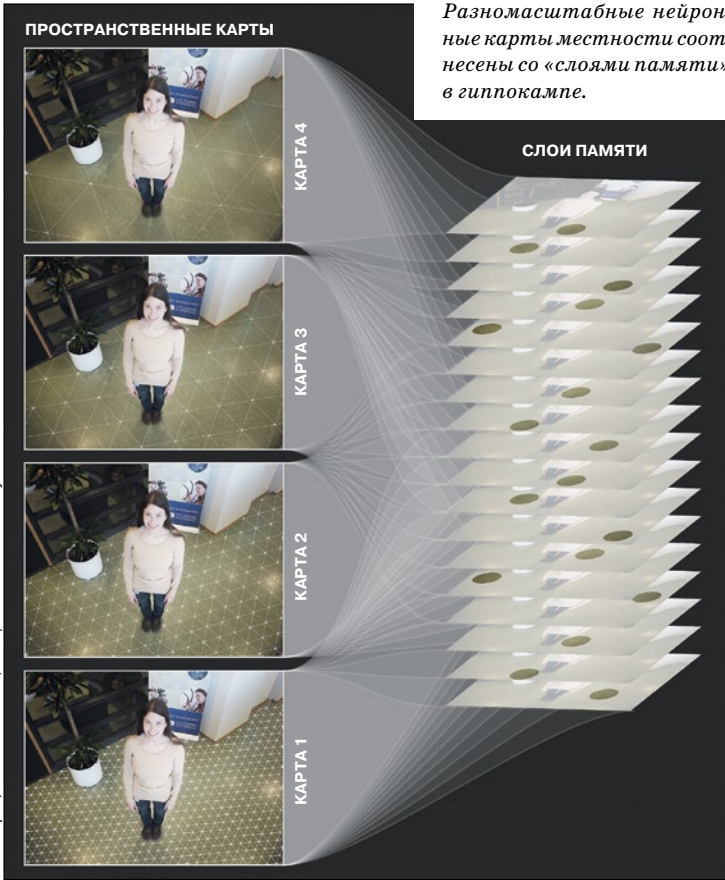 ПРОСТРАНСТВЕННЫЕ КАРТЫ
Разномасштабные нейрон
ные карты местности соот
несены со «слоями памяти»
в гиппокампе.
СЛОИ ПАМЯТИ
КАРТА 4
КАРТА 3
КАРТА 2
КАРТА 1